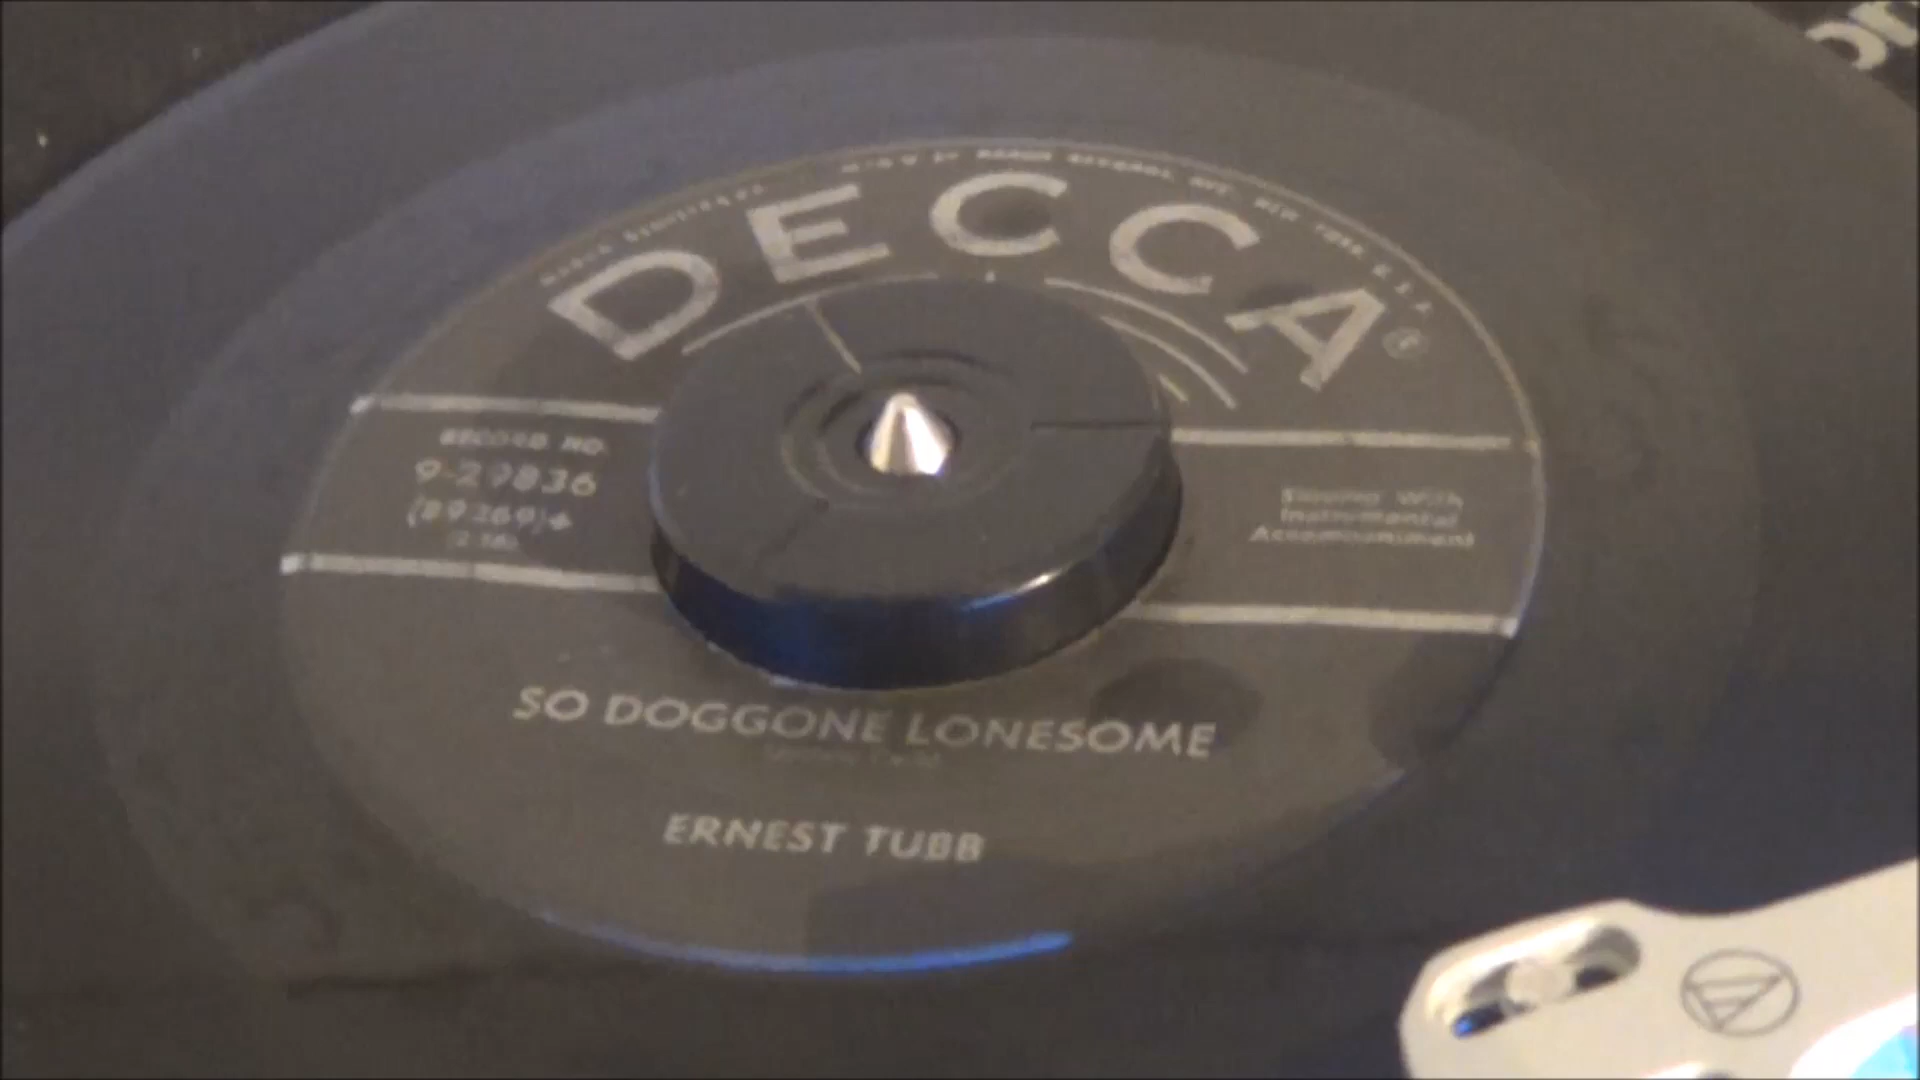 DECCA®
RECORD NO.
9-29836
(89269)✦
Singing With
Instrumental
Accompaniment
SO DOGGONE LONESOME
ERNEST TUBB